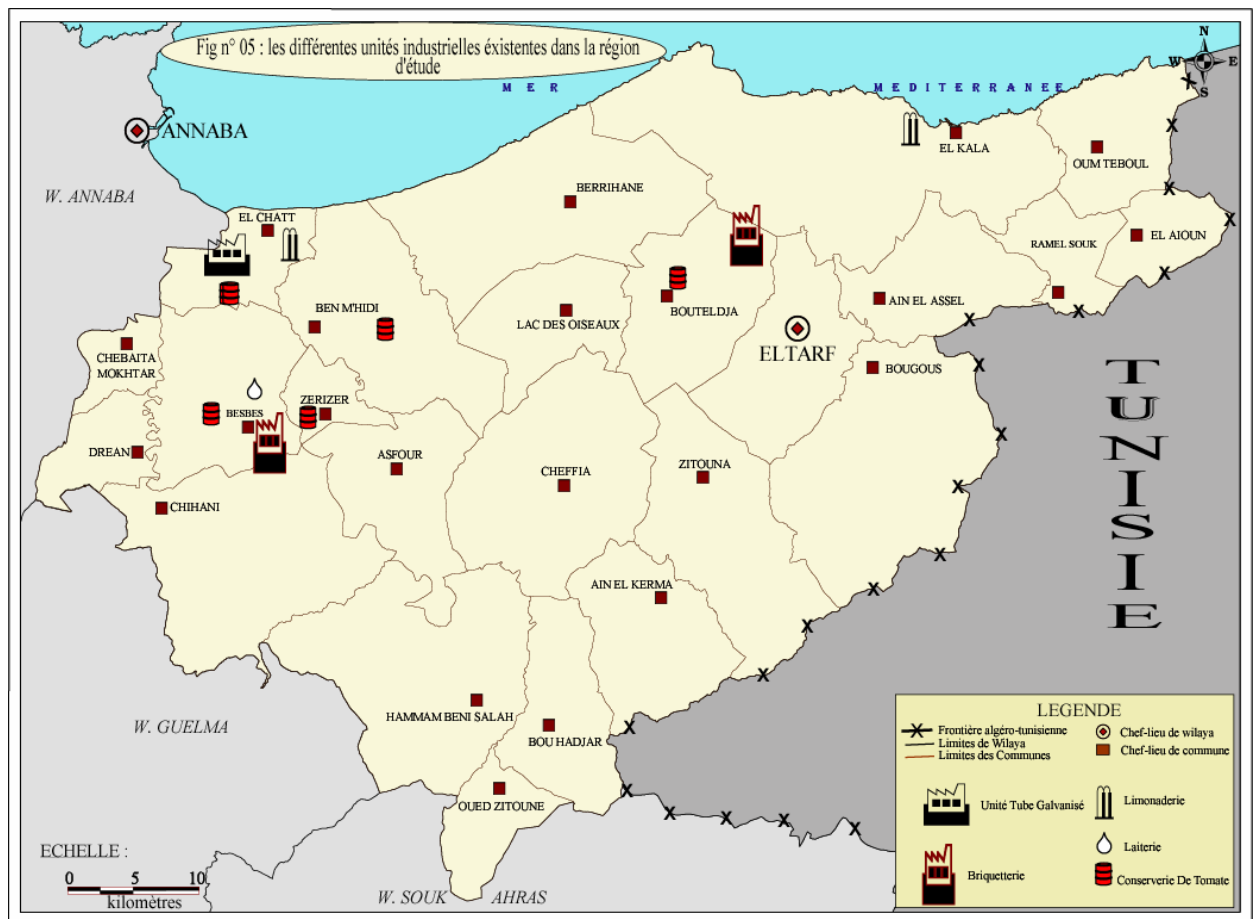 Fig n° 05 : les différentes unités industrielles éxistentes dans la région
d'étude
N
W E
S
MER MEDITERRANEE
ANNABA
EL KALA
OUM TEBOUL
W. ANNABA
BERRIHANE
EL CHATT
EL AIOUN
RAMEL SOUK
BEN M'HIDI
LAC DES OISEAUX
BOUTELDJA
AIN EL ASSEL
ELTARF
CHEBAITA
MOKHTAR
BOUGOUS
ZERIZER
BESBES
DREAN
ASFOUR
CHEFFIA
ZITOUNA
CHIHANI
TUNISIE
AIN EL KERMA
HAMMAM BENI SALAH
BOU HADJAR
W. GUELMA
OUED ZITOUNE
W. SOUK AHRAS
ECHELLE :
0 5 10
kilomètres
LEGENDE
Frontière algéro-tunisienne
Limites de Wilaya
Limites des Communes
Chef-lieu de wilaya
Chef-lieu de commune
Unité Tube Galvanisé
Limonaderie
Laiterie
Briquetterie
Conserverie De Tomate